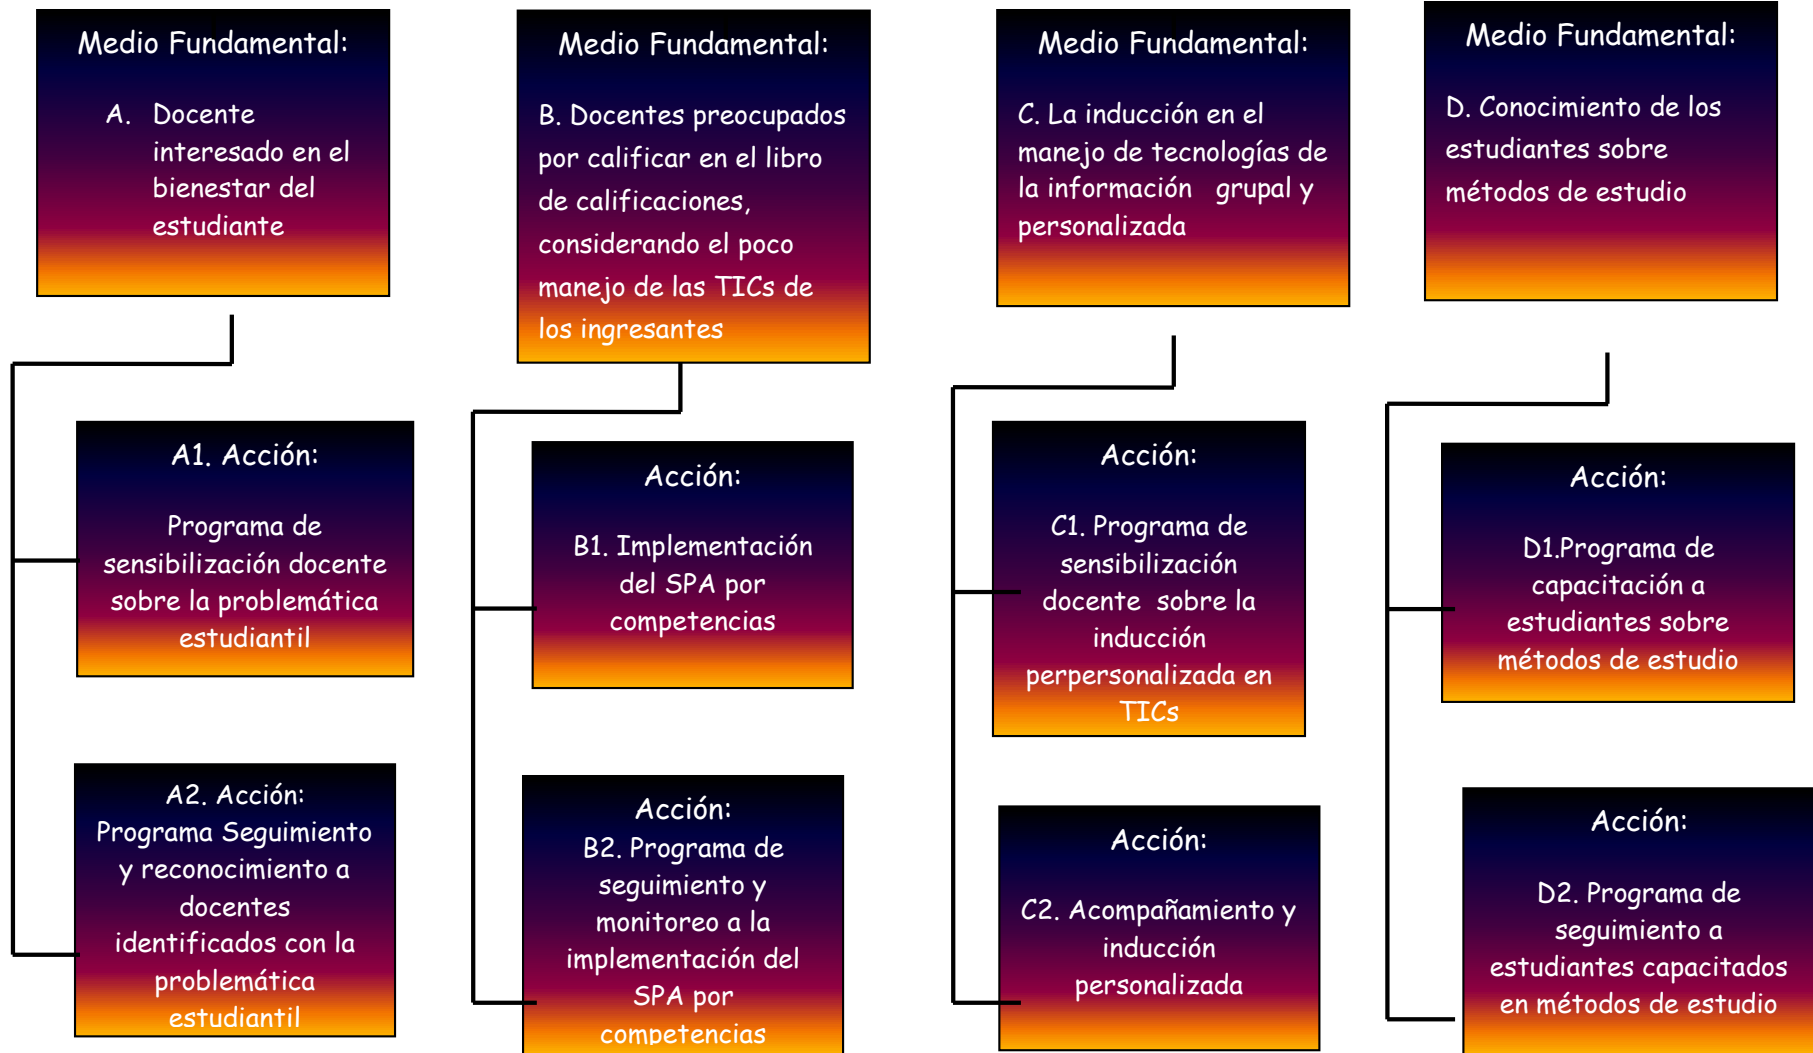 Medio Fundamental:
A. Docente
interesado en el
bienestar del
estudiante
Medio Fundamental:
B. Docentes preocupados
por calificar en el libro
de calificaciones,
considerando el poco
manejo de las TICs de
los ingresantes
Medio Fundamental:
C. La inducción en el
manejo de tecnologías de
la información grupal y
personalizada
Medio Fundamental:
D. Conocimiento de los
estudiantes sobre
métodos de estudio
A1. Acción:
Programa de
sensibilización docente
sobre la problemática
estudiantil
Acción:
B1. Implementación
del SPA por
competencias
Acción:
C1. Programa de
sensibilización
docente sobre la
inducción
perpersonalizada en
TICs
Acción:
D1.Programa de
capacitación a
estudiantes sobre
métodos de estudio
A2. Acción:
Programa Seguimiento
y reconocimiento a
docentes
identificados con la
problemática
estudiantil
Acción:
B2. Programa de
seguimiento y
monitoreo a la
implementación del
SPA por
competencias
Acción:
C2. Acompañamiento y
inducción
personalizada
Acción:
D2. Programa de
seguimiento a
estudiantes capacitados
en métodos de estudio